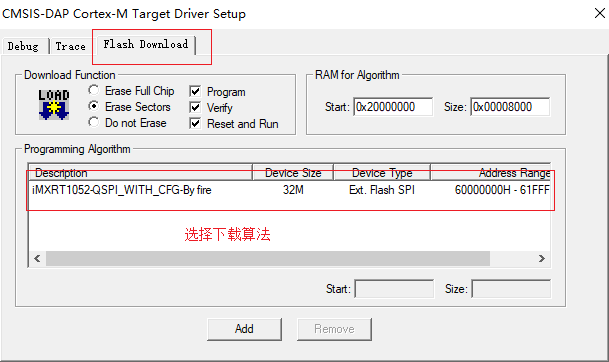 CMSIS-DAP Cortex-M Target Driver Setup
Debug Trace Flash Download
Download Function
LOAD
Erase Full Chip
Erase Sectors
Do not Erase
Program
Verify
Reset and Run
RAM for Algorithm
Start: 0x20000000 Size: 0x00008000
Programming Algorithm
Description Device Size Device Type Address Range
iMXRT1052-QSPI_WITH_CFG-By fire 32M Ext. Flash SPI 60000000H - 61FFF
选择下载算法
Start: Size:
Add Remove